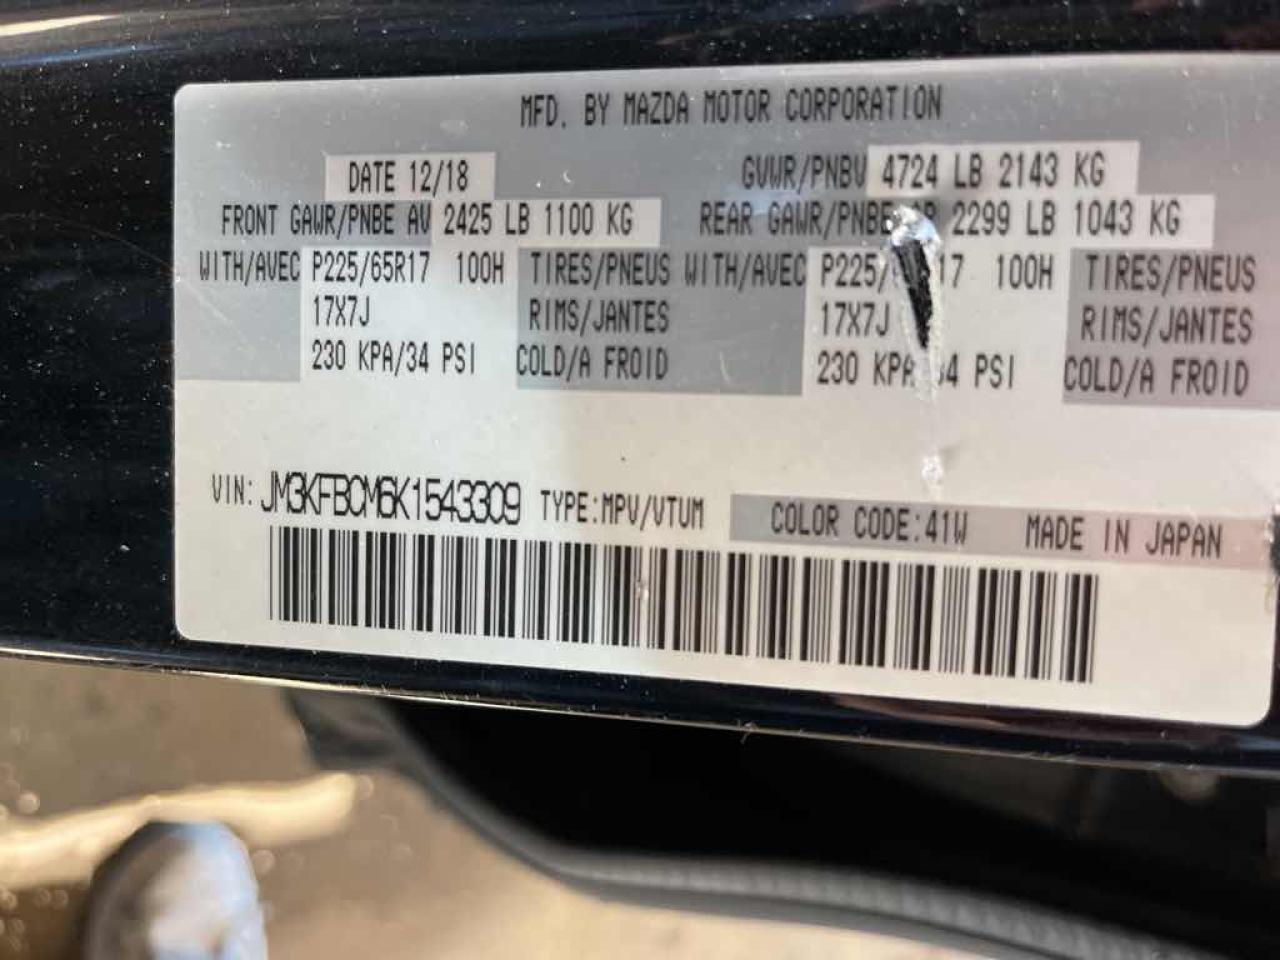 MFD. BY MAZDA MOTOR CORPORATION
DATE 12/18 GVWR/PNBV 4724 LB 2143 KG
FRONT GAWR/PNBE AV 2425 LB 1100 KG REAR GAWR/PNBE 2299 LB 1043 KG
WITH/AVEC P225/65R17 100H TIRES/PNEUS WITH/AVEC 100H TIRES/PNEUS
17X7J RIMS/JANTES 17X7J RIMS/JANTES
230 KPA/34 PSI COLD/A FROID 230 PSI COLD/A FROID
VIN: JM3KFBCM6K1543309 TYPE:MPV/VTUM COLOR CODE:41W MADE IN JAPAN